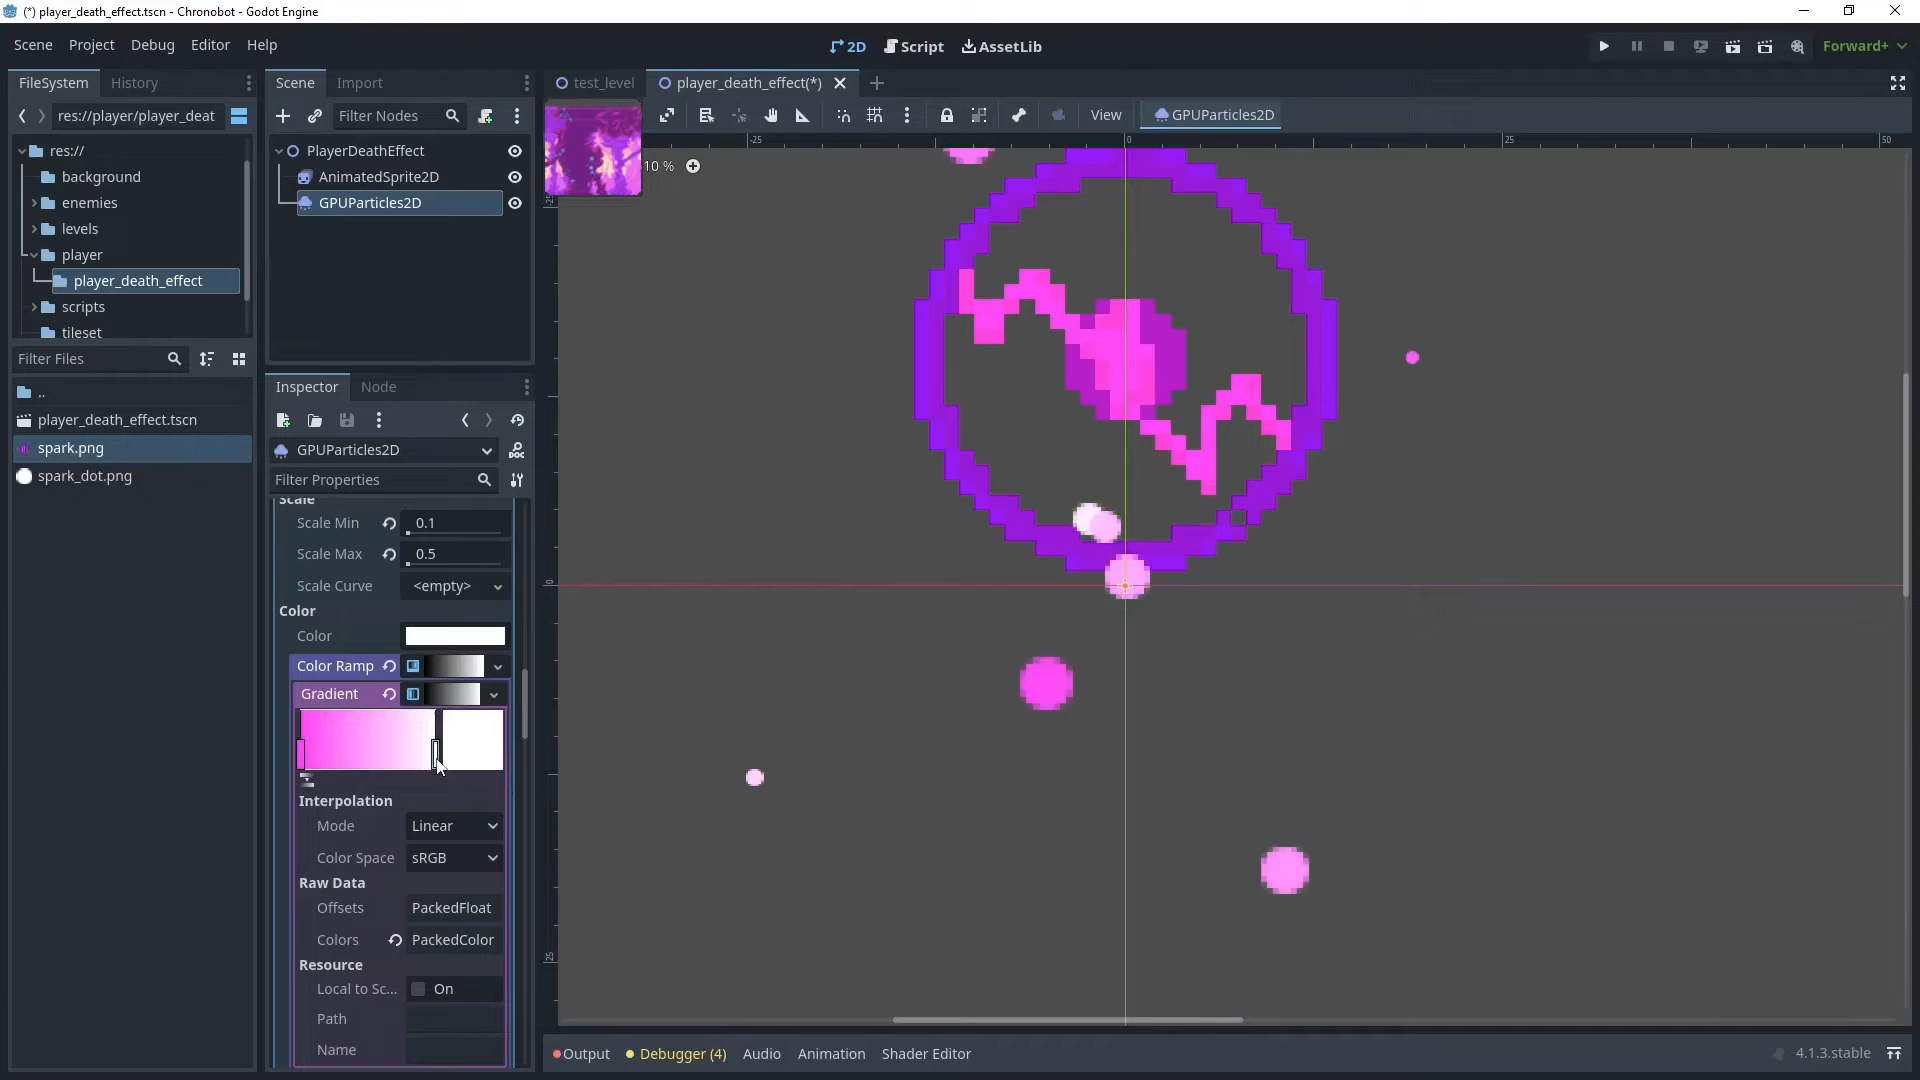 (*) player_death_effect.tscn - Chronobot - Godot Engine
Scene Project Debug Editor Help
2D Script AssetLib
Forward+
FileSystem History
res://player/player_deat
res://
background
enemies
levels
player
player_death_effect
scripts
tileset
Filter Files
..
player_death_effect.tscn
spark.png
spark_dot.png
Scene Import
Filter Nodes
PlayerDeathEffect
AnimatedSprite2D
GPUParticles2D
Inspector Node
GPUParticles2D
Filter Properties
Scale
Scale Min 0.1
Scale Max 0.5
Scale Curve <empty>
Color
Color
Color Ramp
Gradient
Interpolation
Mode Linear
Color Space sRGB
Raw Data
Offsets PackedFloat
Colors PackedColor
Resource
Local to Sc... On
Path
Name
test_level player_death_effect(*)
View GPUParticles2D
-25 0 25 50
10 %
0
25
Output Debugger (4) Audio Animation Shader Editor
4.1.3.stable